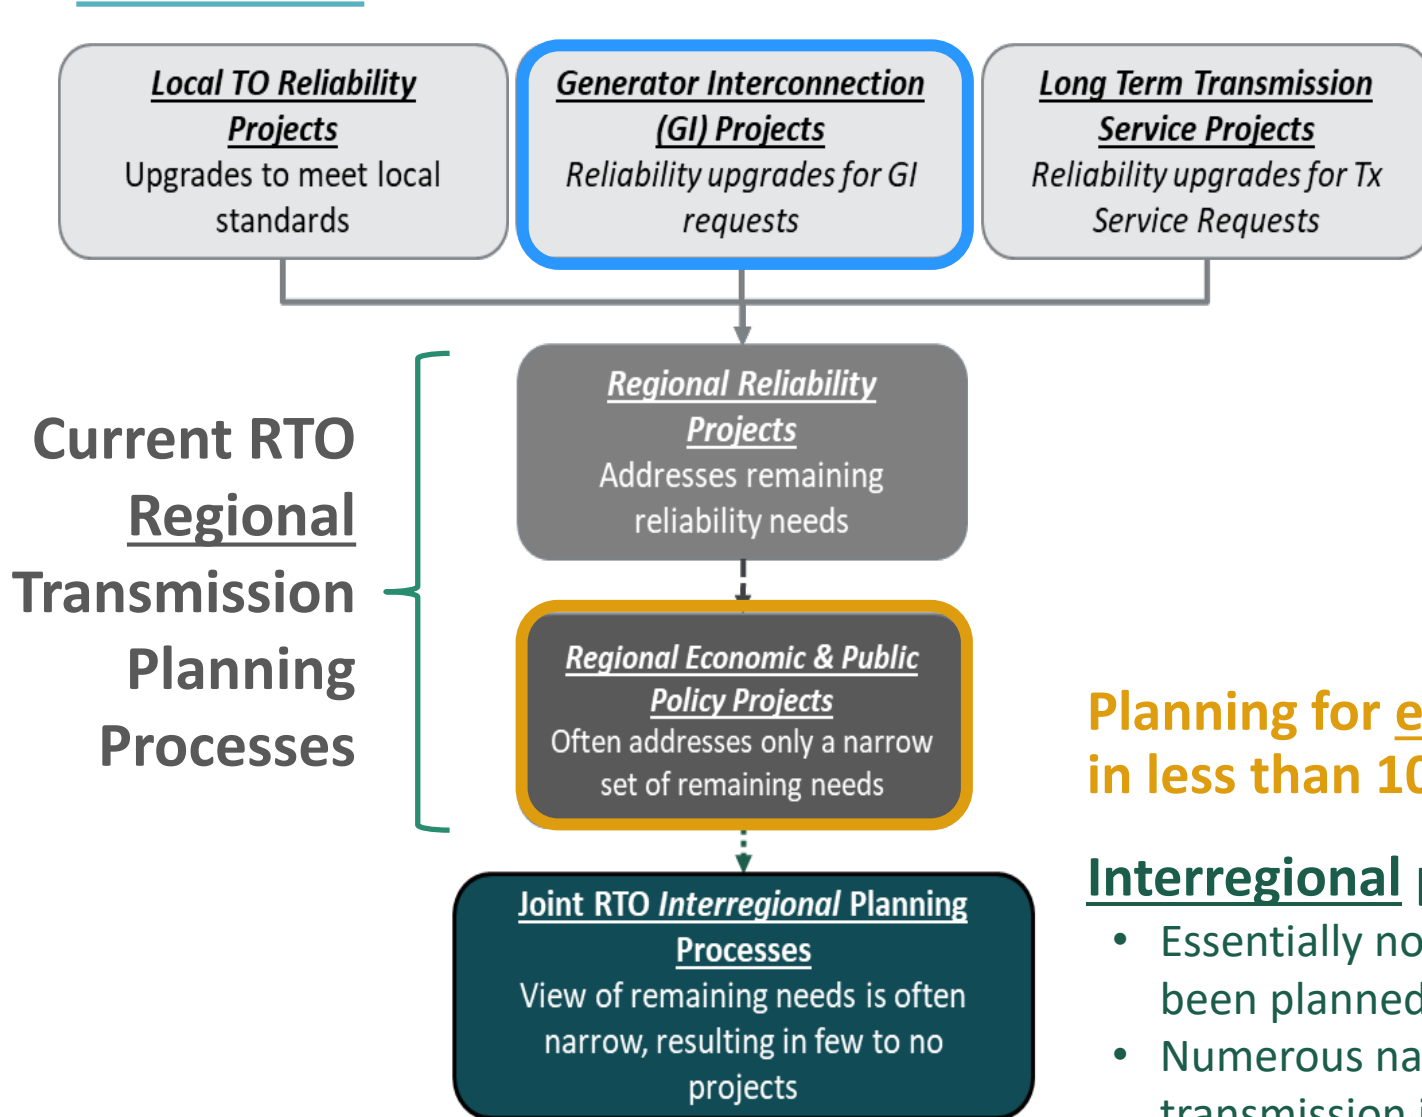 Local TO Reliability
Projects
Upgrades to meet local
standards
Generator Interconnection
(GI) Projects
Reliability upgrades for GI
requests
Long Term Transmission
Service Projects
Reliability upgrades for Tx
Service Requests
Current RTO
Regional
Transmission
Planning
Processes
Regional Reliability
Projects
Addresses remaining
reliability needs
Regional Economic & Public
Policy Projects
Often addresses only a narrow
set of remaining needs
Joint RTO Interregional Planning
Processes
View of remaining needs is often
narrow, resulting in few to no
projects
Planning for
in less than
Interregional
• Essentially no
been planned
• Numerous
transmission